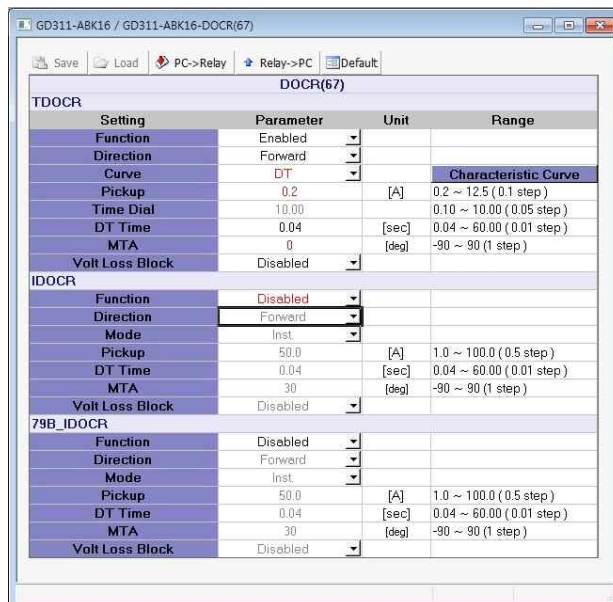 GD311-ABK16 / GD311-ABK16-DOCR(67)
Save Load PC->Relay Relay->PC Default
DOCR(67)
TDOCR
Setting Parameter Unit Range
Function Enabled
Direction Forward
Curve DT Characteristic Curve
Pickup 0.2 [A] 0.2 ~ 12.5 ( 0.1 step )
Time Dial 10.00 0.10 ~ 10.00 ( 0.05 step )
DT Time 0.04 [sec] 0.04 ~ 60.00 ( 0.01 step )
MTA 0 [deg] -90 ~ 90 (1 step )
Volt Loss Block Disabled
IDOCR
Function Disabled
Direction Forward
Mode Inst.
Pickup 50.0 [A] 1.0 ~ 100.0 ( 0.5 step )
DT Time 0.04 [sec] 0.04 ~ 60.00 ( 0.01 step )
MTA 30 [deg] -90 ~ 90 (1 step )
Volt Loss Block Disabled
79B_IDOCR
Function Disabled
Direction Forward
Mode Inst.
Pickup 50.0 [A] 1.0 ~ 100.0 ( 0.5 step )
DT Time 0.04 [sec] 0.04 ~ 60.00 ( 0.01 step )
MTA 30 [deg] -90 ~ 90 (1 step )
Volt Loss Block Disabled